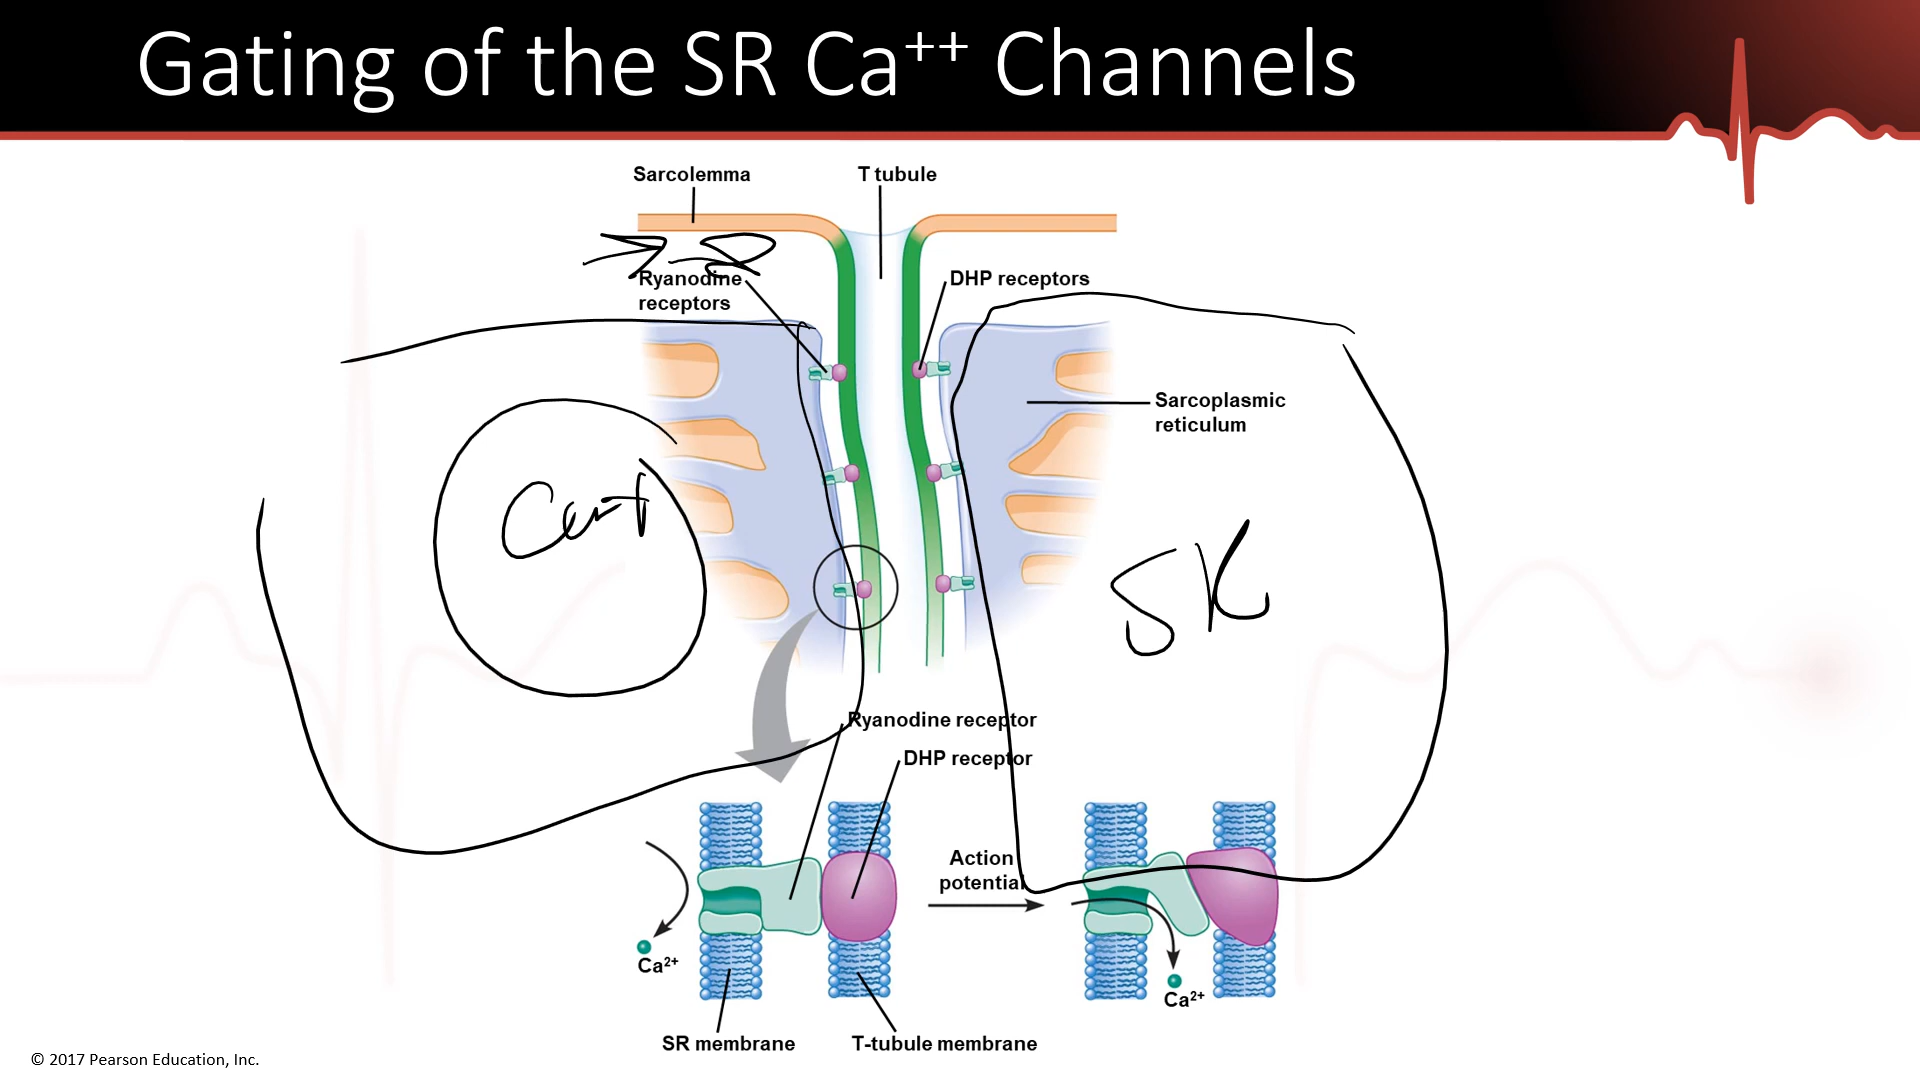 Gating of the SR Ca++ Channels
Sarcolemma
T tubule
Ryanodine
receptors
DHP receptors
Sarcoplasmic
reticulum
SR
Ryanodine receptor
DHP receptor
Action
potential
Ca2+
Ca2+
SR membrane
T-tubule membrane
© 2017 Pearson Education, Inc.